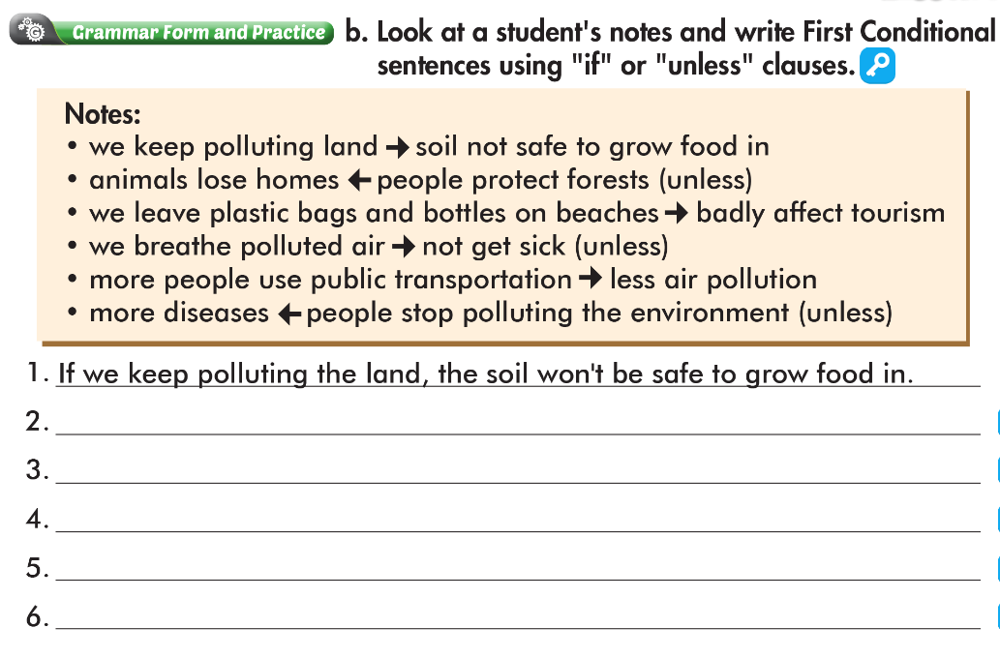 Grammar Form and Practice b. Look at a student's notes and write First Conditional
sentences using "if" or "unless" clauses.
Notes:
• we keep polluting land → soil not safe to grow food in
• animals lose homes ← people protect forests (unless)
• we leave plastic bags and bottles on beaches → badly affect tourism
• we breathe polluted air → not get sick (unless)
• more people use public transportation → less air pollution
• more diseases ← people stop polluting the environment (unless)
1. If we keep polluting the land, the soil won't be safe to grow food in.
2.
3.
4.
5.
6.